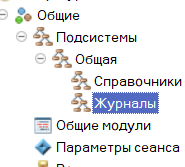 Общие
Подсистемы
Общая
Справочники
Журналы
Общие модули
Параметры сеанса